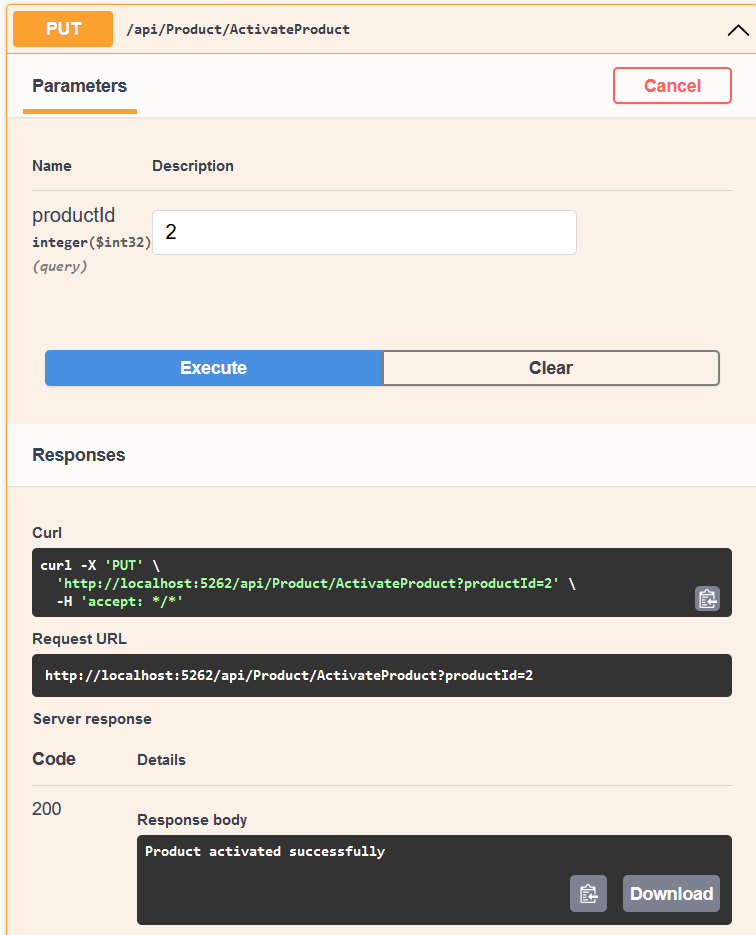 PUT /api/Product/ActivateProduct
Parameters Cancel
Name Description
productId
integer($int32)
(query)
2
Execute Clear
Responses
Curl
curl -X 'PUT' \
'http://localhost:5262/api/Product/ActivateProduct?productId=2' \
-H 'accept: */*'
Request URL
http://localhost:5262/api/Product/ActivateProduct?productId=2
Server response
Code Details
200
Response body
Product activated successfully
Download